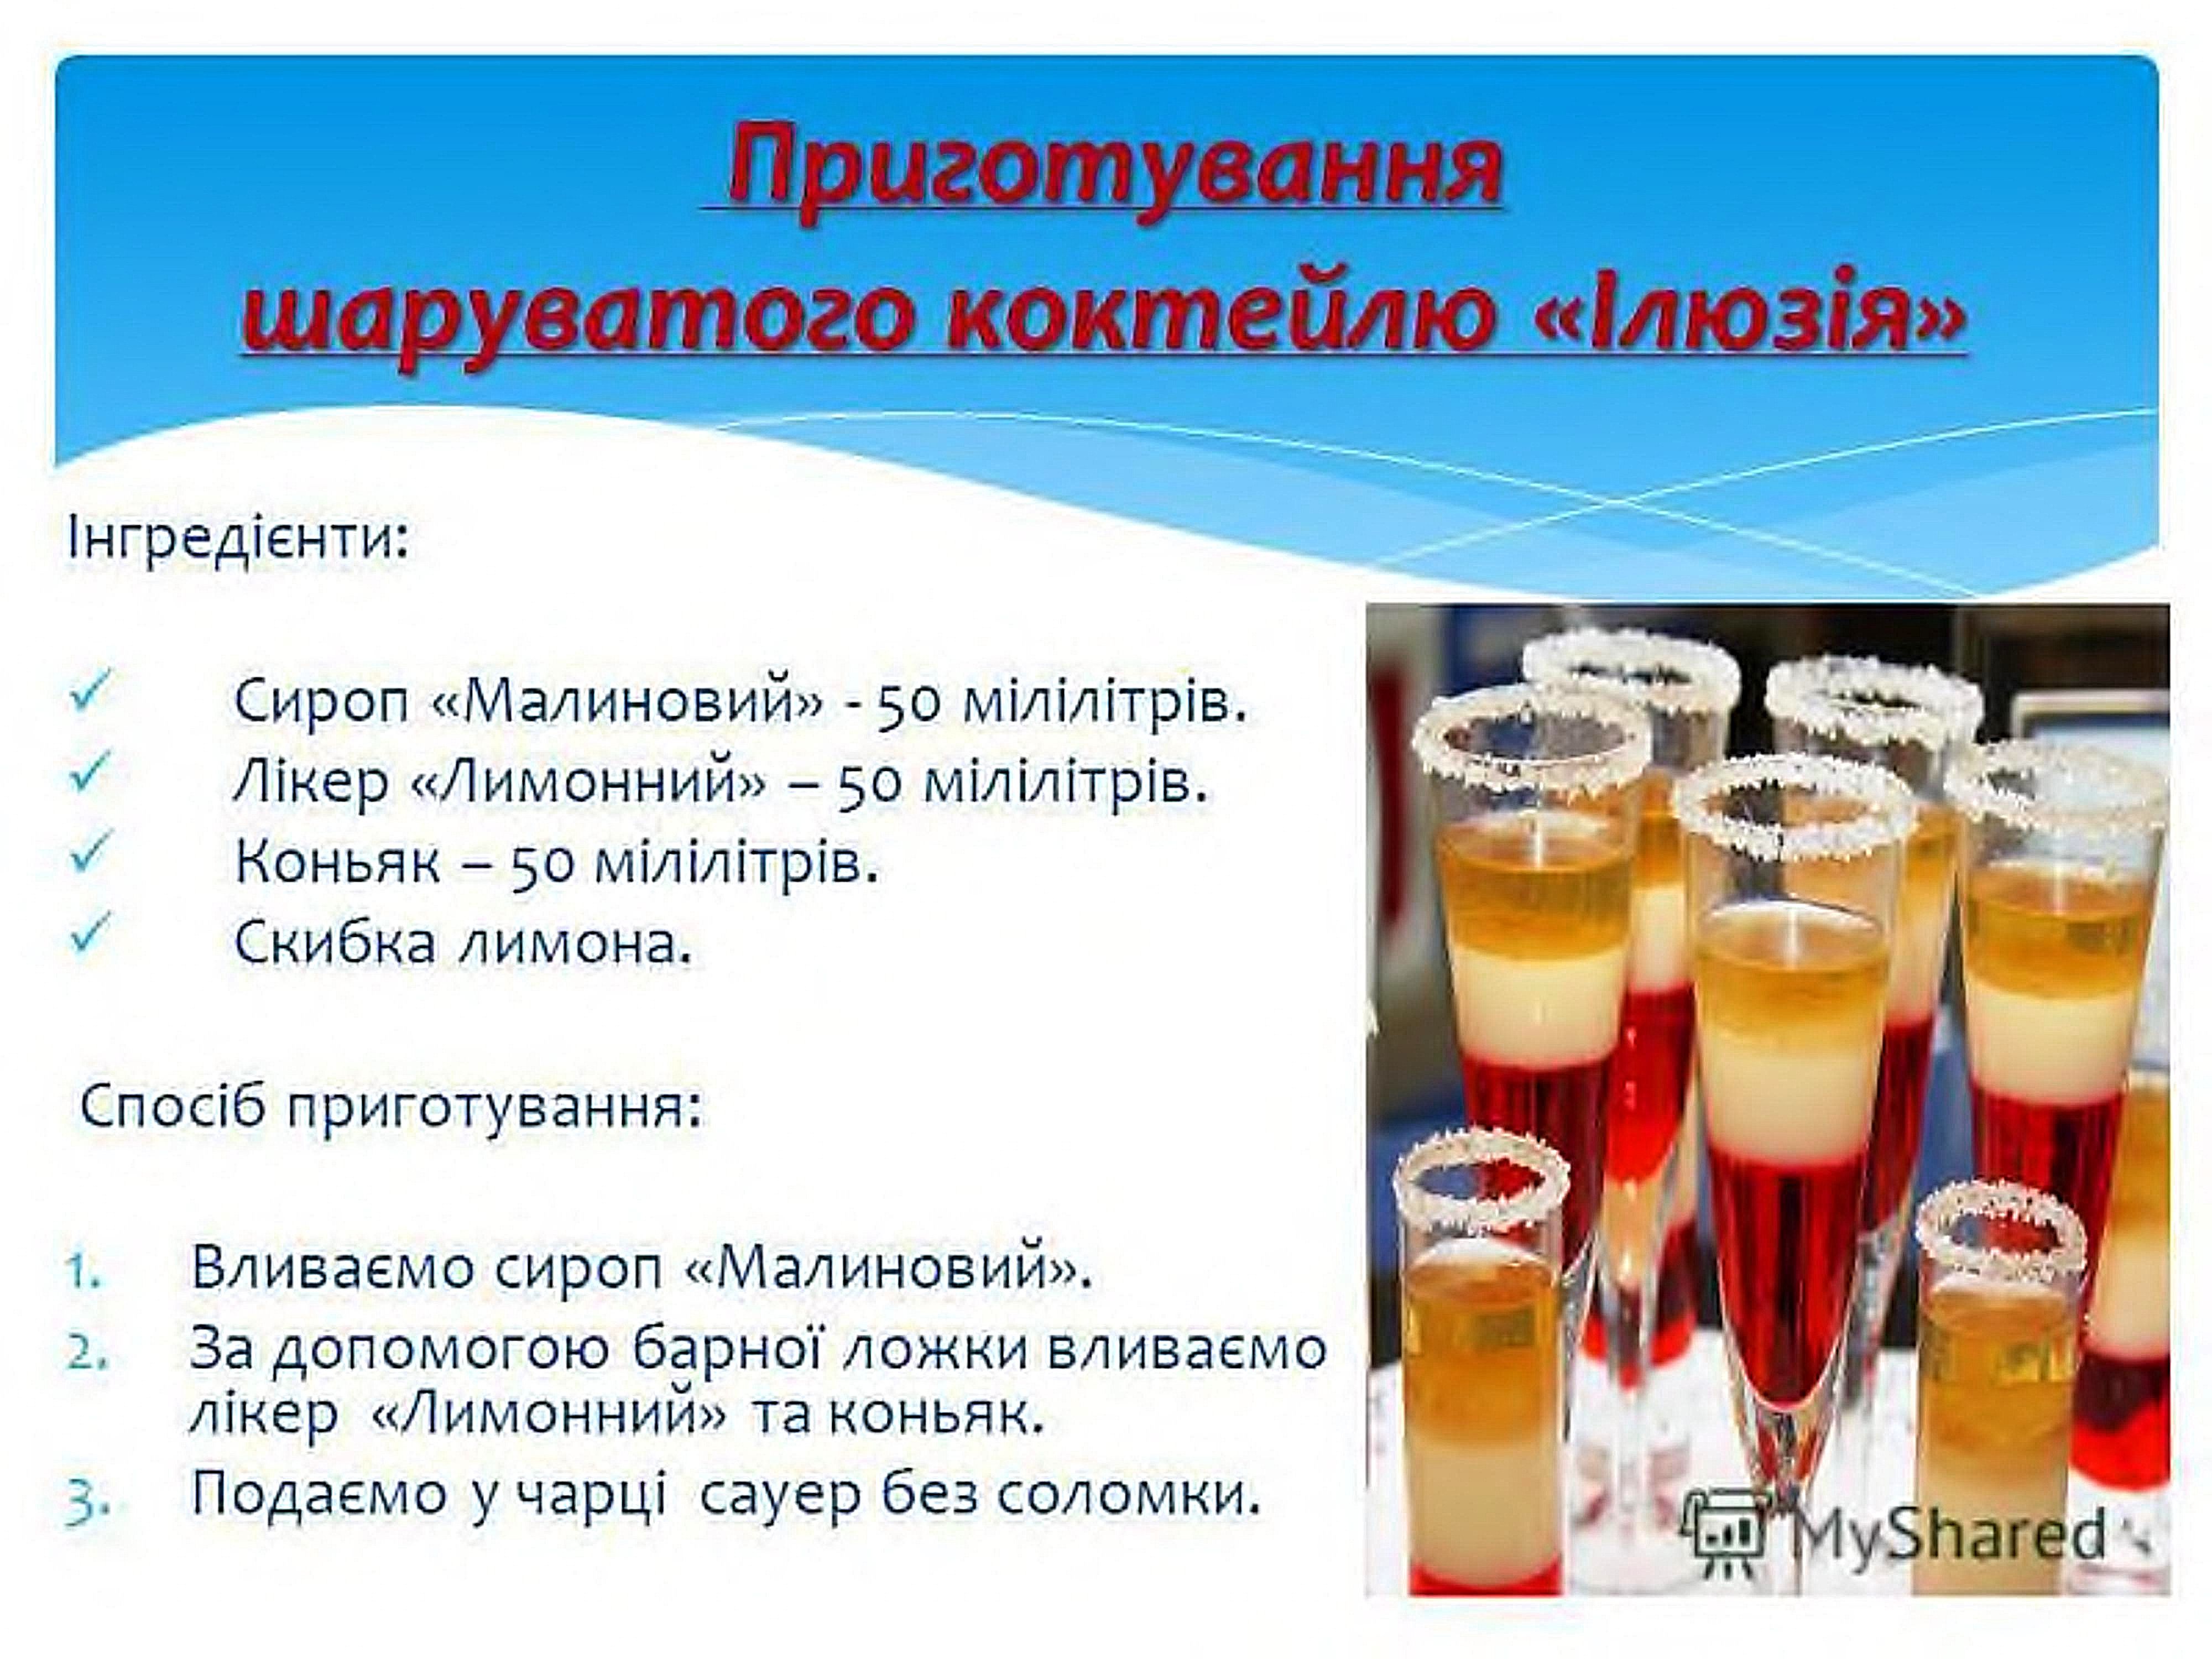 Приготування
шаруватого коктейлю «Ілюзія»
Інгредієнти:
✓ Сироп «Малиновий» - 50 мілілітрів.
✓ Лікер «Лимонний» – 50 мілілітрів.
✓ Коньяк – 50 мілілітрів.
✓ Скибка лимона.
Спосіб приготування:
1. Вливаємо сироп «Малиновий».
2. За допомогою барної ложки вливаємо
лікер «Лимонний» та коньяк.
3. Подаємо у чарці сауер без соломки.
MyShared